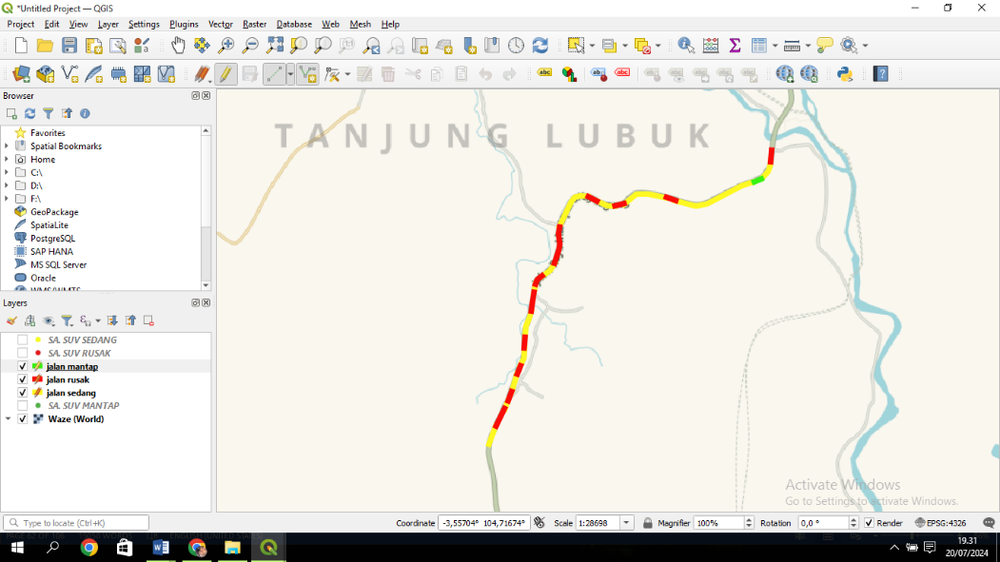 *Untitled Project — QGIS
Project Edit View Layer Settings Plugins Vector Raster Database Web Mesh Help
Browser
Favorites
Spatial Bookmarks
Home
C:\
D:\
F:\
GeoPackage
SpatiaLite
PostgreSQL
SAP HANA
MS SQL Server
Oracle
WMS/WMTS
Layers
SA. SUV SEDANG
SA. SUV RUSAK
jalan mantap
jalan rusak
jalan sedang
SA. SUV MANTAP
Waze (World)
TANJUNG LUBUK
Activate Windows
Go to Settings to activate Windows.
Type to locate (Ctrl+K)
Coordinate -3,55704° 104,71674° Scale 1:28698 Magnifier 100% Rotation 0,0 ° Render EPSG:4326
19.31
20/07/2024